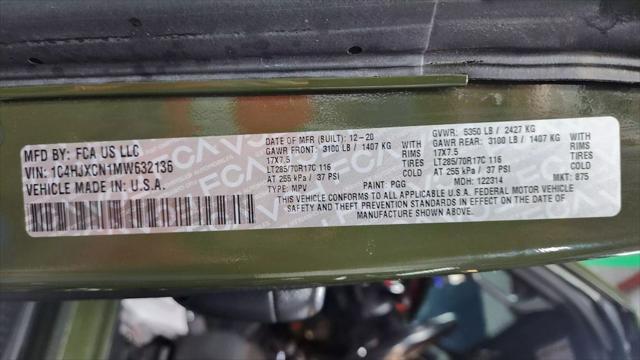 MFD BY: FCA US LLC
VIN: 1C4HJXCN1MW632136
VEHICLE MADE IN: U.S.A.
DATE OF MFR (BUILT): 12-20
GAWR FRONT: 3100 LB / 1407 KG WITH
17X7.5 RIMS
LT285/70R17C 116 TIRES
AT 255 kPa / 37 PSI COLD
TYPE: MPV PAINT: PGG
GVWR: 5350 LB / 2427 KG
GAWR REAR: 3100 LB / 1407 KG WITH
17X7.5 RIMS
LT285/70R17C 116 TIRES
AT 255 kPa / 37 PSI COLD
MDH: 122314 MKT: 875
THIS VEHICLE CONFORMS TO ALL APPLICABLE U.S.A. FEDERAL MOTOR VEHICLE
SAFETY AND THEFT PREVENTION STANDARDS IN EFFECT ON THE DATE OF
MANUFACTURE SHOWN ABOVE.